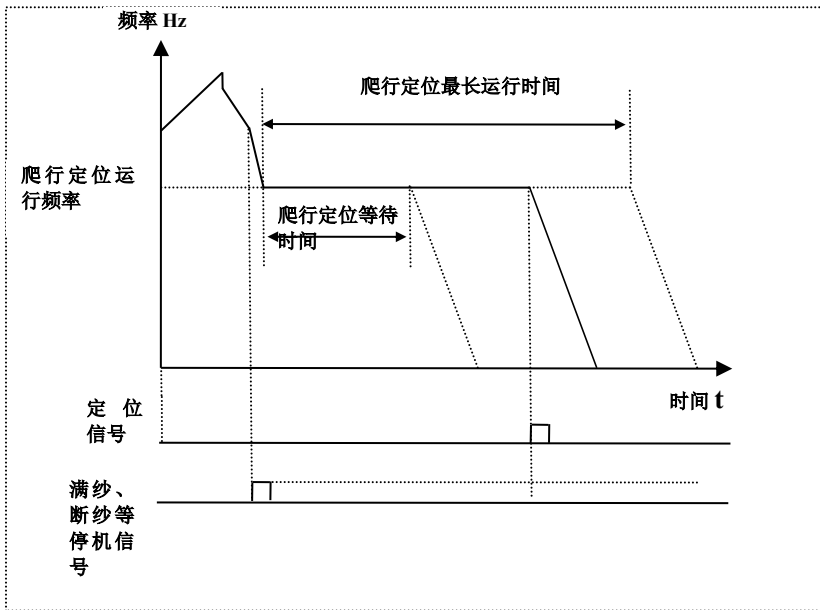 频率 Hz
爬行定位最长运行时间
爬行定位运
行频率
爬行定位等待
时间
时间 t
定 位
信号
满纱、
断纱等
停机信
号